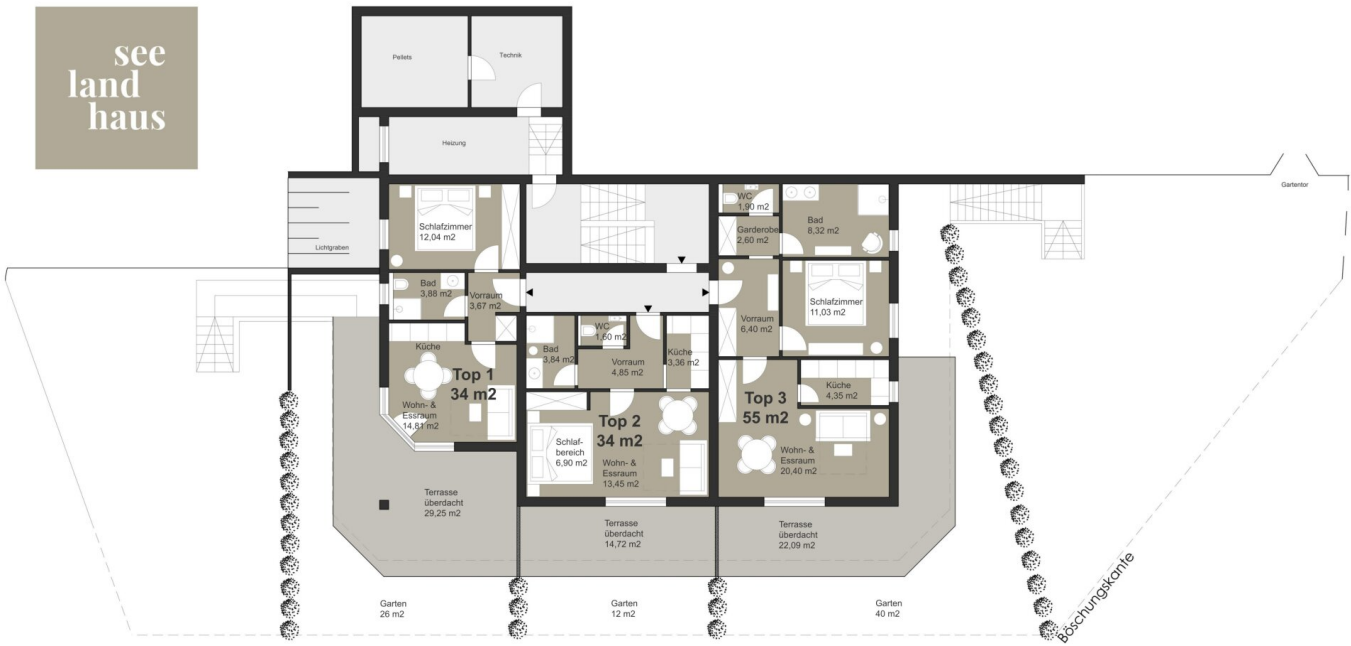 see
land
haus
Pellets
Technik
Heizung
Lichtgraben
Gartentor
Schlafzimmer
12,04 m2
Bad
3,88 m2
Vorraum
3,67 m2
Küche
Top 1
34 m2
Wohn- &
Essraum
14,81 m2
Terrasse
überdacht
29,25 m2
Garten
26 m2
Bad
3,84 m2
WC
1,60 m2
Vorraum
4,85 m2
Küche
3,36 m2
Top 2
34 m2
Schlaf-
bereich
6,90 m2
Wohn- &
Essraum
13,45 m2
Terrasse
überdacht
14,72 m2
Garten
12 m2
WC
1,90 m2
Garderobe
2,60 m2
Bad
8,32 m2
Schlafzimmer
11,03 m2
Vorraum
6,40 m2
Küche
4,35 m2
Top 3
55 m2
Wohn- &
Essraum
20,40 m2
Terrasse
überdacht
22,09 m2
Garten
40 m2
Böschungskante